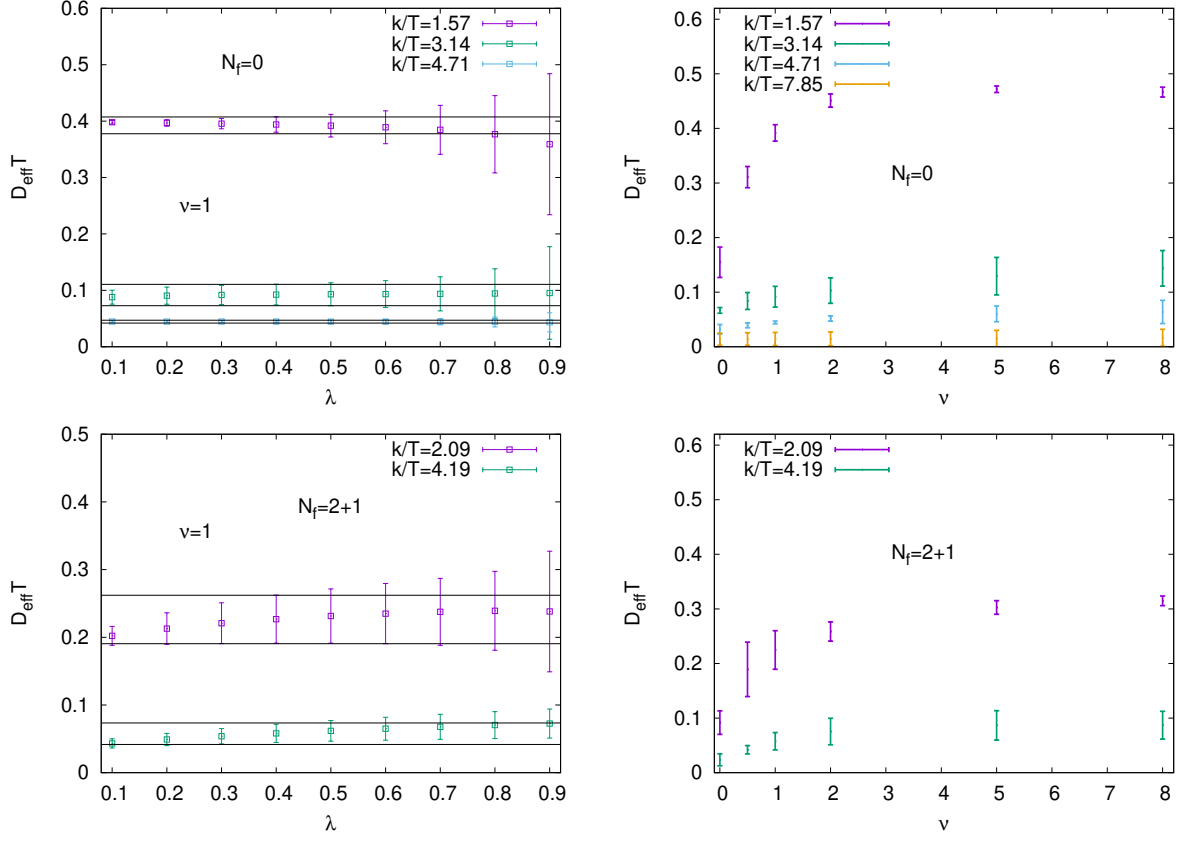 0.6
0.5
0.4
0.3
0.2
0.1
0
D_eff T
k/T=1.57
k/T=3.14
k/T=4.71
N_f=0
ν=1
0.1 0.2 0.3 0.4 0.5 0.6 0.7 0.8 0.9
λ
0.6
0.5
0.4
0.3
0.2
0.1
0
D_eff T
k/T=1.57
k/T=3.14
k/T=4.71
k/T=7.85
N_f=0
0 1 2 3 4 5 6 7 8
ν
0.5
0.4
0.3
0.2
0.1
0
D_eff T
k/T=2.09
k/T=4.19
N_f=2+1
ν=1
0.1 0.2 0.3 0.4 0.5 0.6 0.7 0.8 0.9
λ
0.6
0.5
0.4
0.3
0.2
0.1
0
D_eff T
k/T=2.09
k/T=4.19
N_f=2+1
0 1 2 3 4 5 6 7 8
ν